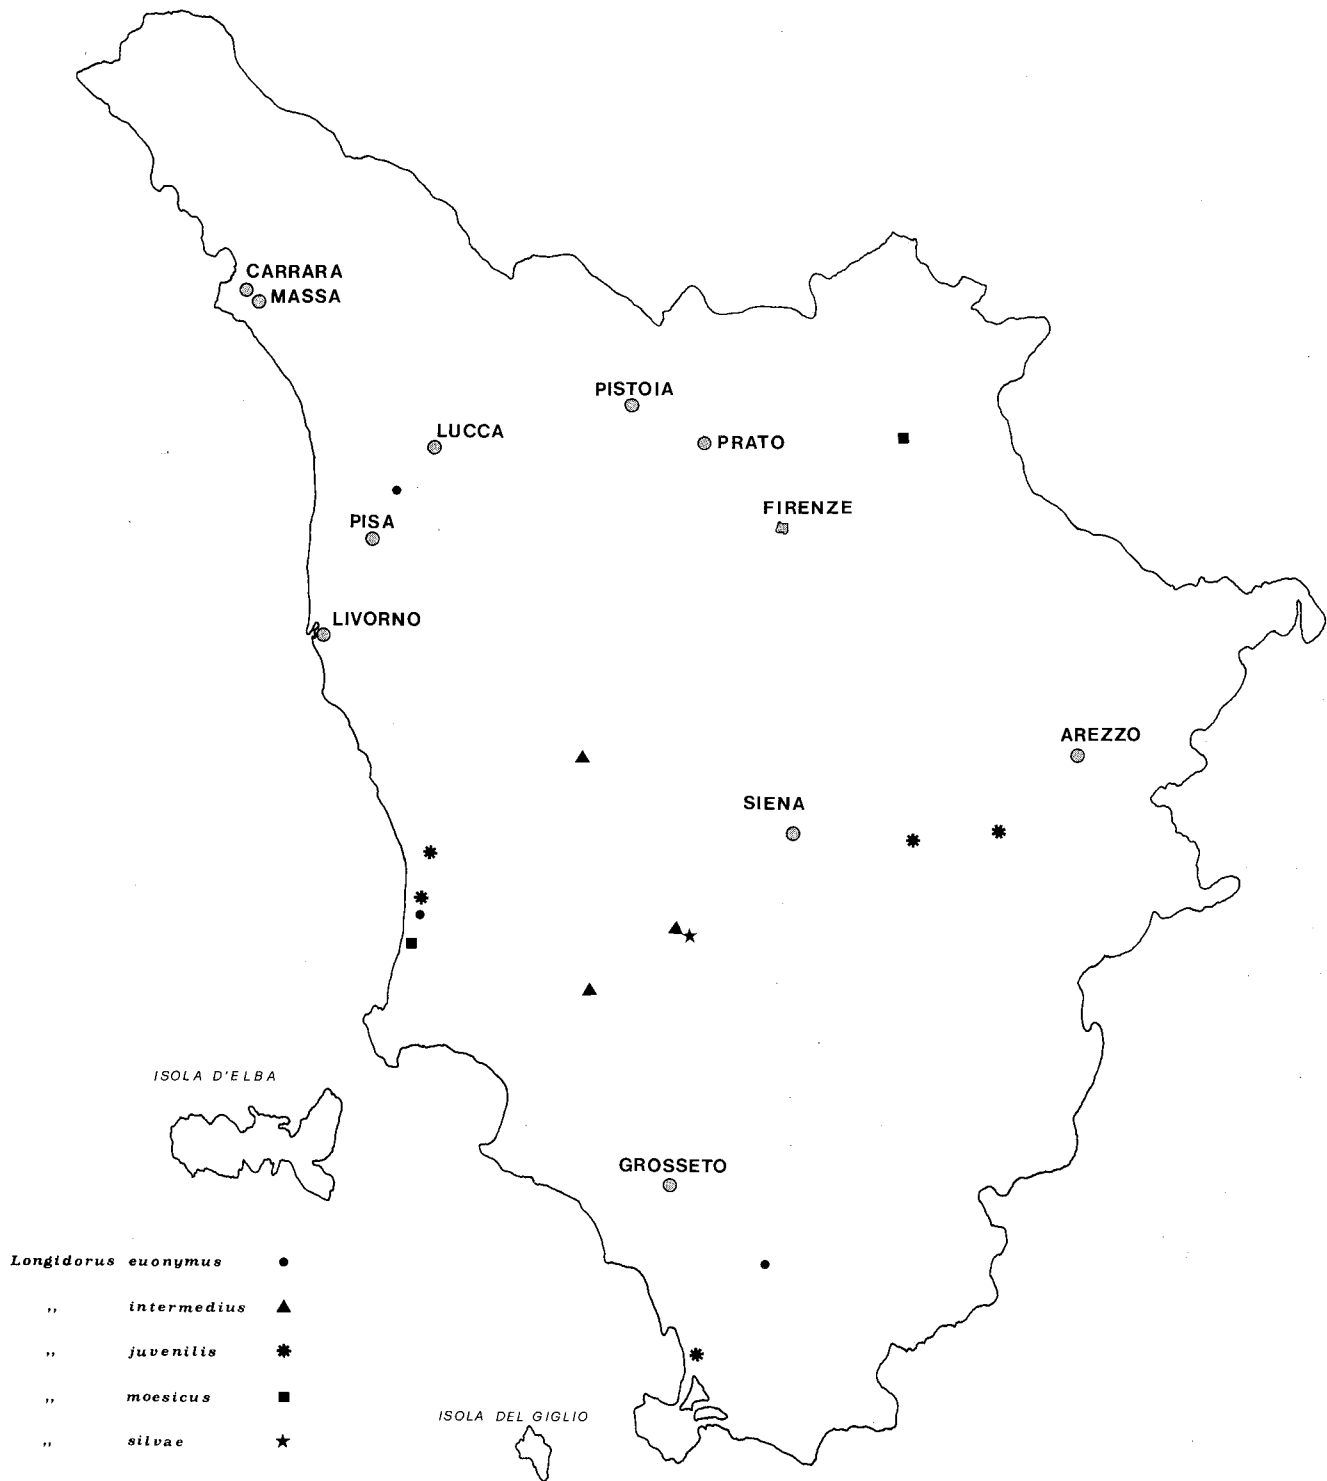 CARRARA
MASSA
PISTOIA
LUCCA
PRATO
FIRENZE
PISA
LIVORNO
AREZZO
SIENA
ISOLA D'ELBA
GROSSETO
Longidorus euonymus
,, intermedius
,, juvenilis
,, moesicus
,, silvae
ISOLA DEL GIGLIO